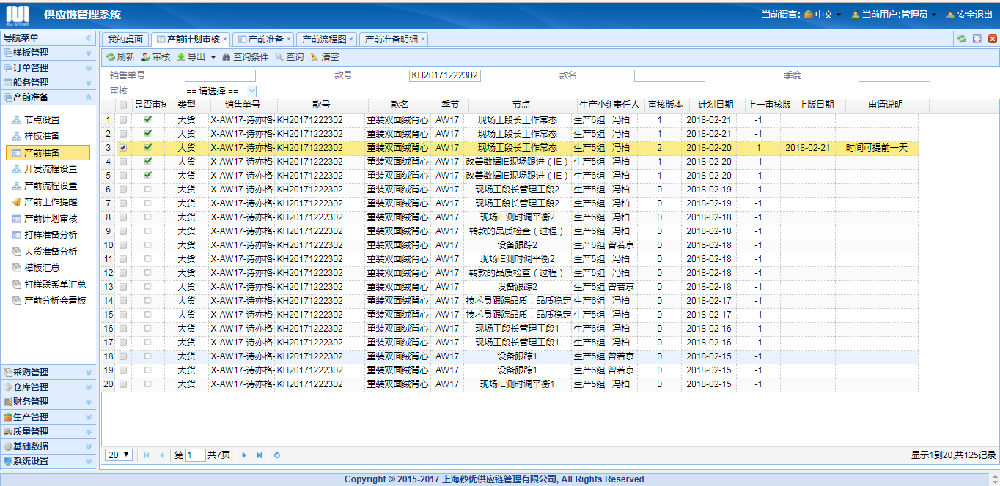 供应链管理系统 当前语言: 中文 当前用户:管理员 安全退出
导航菜单 我的桌面 产前计划审核 产前准备 产前流程图 产前准备明细
样板管理
订单管理
船务管理
产前准备
节点设置
样板准备
产前准备
开发流程设置
产前流程设置
产前工作提醒
产前计划审核
打样准备分析
大货准备分析
模板汇总
打样联系单汇总
产前分析会看板
采购管理
仓库管理
财务管理
生产管理
质量管理
基础数据
系统设置
刷新 审核 导出 查询条件 查询 清空
销售单号 款号 KH20171222302 款名 季度
审核 == 请选择 ==
是否审核 类型 销售单号 款号 款名 季节 节点 生产小组 责任人 审核版本 计划日期 上一审核版 上版日期 申请说明
1 大货 X-AW17-诗亦格- KH20171222302 童装双面绒背心 AW17 现场工段长工作常态 生产6组 冯柏 1 2018-02-21 -1
2 大货 X-AW17-诗亦格- KH20171222302 童装双面绒背心 AW17 现场工段长工作常态 生产5组 冯柏 1 2018-02-21 -1
3 大货 X-AW17-诗亦格- KH20171222302 童装双面绒背心 AW17 现场工段长工作常态 生产5组 冯柏 2 2018-02-20 1 2018-02-21 时间可提前一天
4 大货 X-AW17-诗亦格- KH20171222302 童装双面绒背心 AW17 改善数据IE现场跟进（IE） 生产5组 冯柏 1 2018-02-20 -1
5 大货 X-AW17-诗亦格- KH20171222302 童装双面绒背心 AW17 改善数据IE现场跟进（IE） 生产6组 冯柏 1 2018-02-20 -1
6 大货 X-AW17-诗亦格- KH20171222302 童装双面绒背心 AW17 现场工段长管理工段2 生产6组 冯柏 0 2018-02-19 -1
7 大货 X-AW17-诗亦格- KH20171222302 童装双面绒背心 AW17 现场工段长管理工段2 生产5组 冯柏 0 2018-02-19 -1
8 大货 X-AW17-诗亦格- KH20171222302 童装双面绒背心 AW17 现场IE测时调平衡2 生产6组 冯柏 0 2018-02-18 -1
9 大货 X-AW17-诗亦格- KH20171222302 童装双面绒背心 AW17 转款的品质检查（过程） 生产6组 冯柏 0 2018-02-18 -1
10 大货 X-AW17-诗亦格- KH20171222302 童装双面绒背心 AW17 设备跟踪2 生产6组 曾若京 0 2018-02-18 -1
11 大货 X-AW17-诗亦格- KH20171222302 童装双面绒背心 AW17 现场IE测时调平衡2 生产5组 冯柏 0 2018-02-18 -1
12 大货 X-AW17-诗亦格- KH20171222302 童装双面绒背心 AW17 转款的品质检查（过程） 生产5组 冯柏 0 2018-02-18 -1
13 大货 X-AW17-诗亦格- KH20171222302 童装双面绒背心 AW17 设备跟踪2 生产5组 曾若京 0 2018-02-18 -1
14 大货 X-AW17-诗亦格- KH20171222302 童装双面绒背心 AW17 技术员跟踪品质，品质稳定 生产6组 冯柏 0 2018-02-17 -1
15 大货 X-AW17-诗亦格- KH20171222302 童装双面绒背心 AW17 技术员跟踪品质，品质稳定 生产5组 冯柏 0 2018-02-17 -1
16 大货 X-AW17-诗亦格- KH20171222302 童装双面绒背心 AW17 现场工段长管理工段1 生产6组 冯柏 0 2018-02-16 -1
17 大货 X-AW17-诗亦格- KH20171222302 童装双面绒背心 AW17 现场工段长管理工段1 生产5组 冯柏 0 2018-02-16 -1
18 大货 X-AW17-诗亦格- KH20171222302 童装双面绒背心 AW17 设备跟踪1 生产5组 曾若京 0 2018-02-15 -1
19 大货 X-AW17-诗亦格- KH20171222302 童装双面绒背心 AW17 设备跟踪1 生产6组 曾若京 0 2018-02-15 -1
20 大货 X-AW17-诗亦格- KH20171222302 童装双面绒背心 AW17 现场IE测时调平衡1 生产5组 冯柏 0 2018-02-15 -1
20 第 1 共7页 显示1到20,共125记录
Copyright © 2015-2017 上海秒优供应链管理有限公司, All Rights Reserved